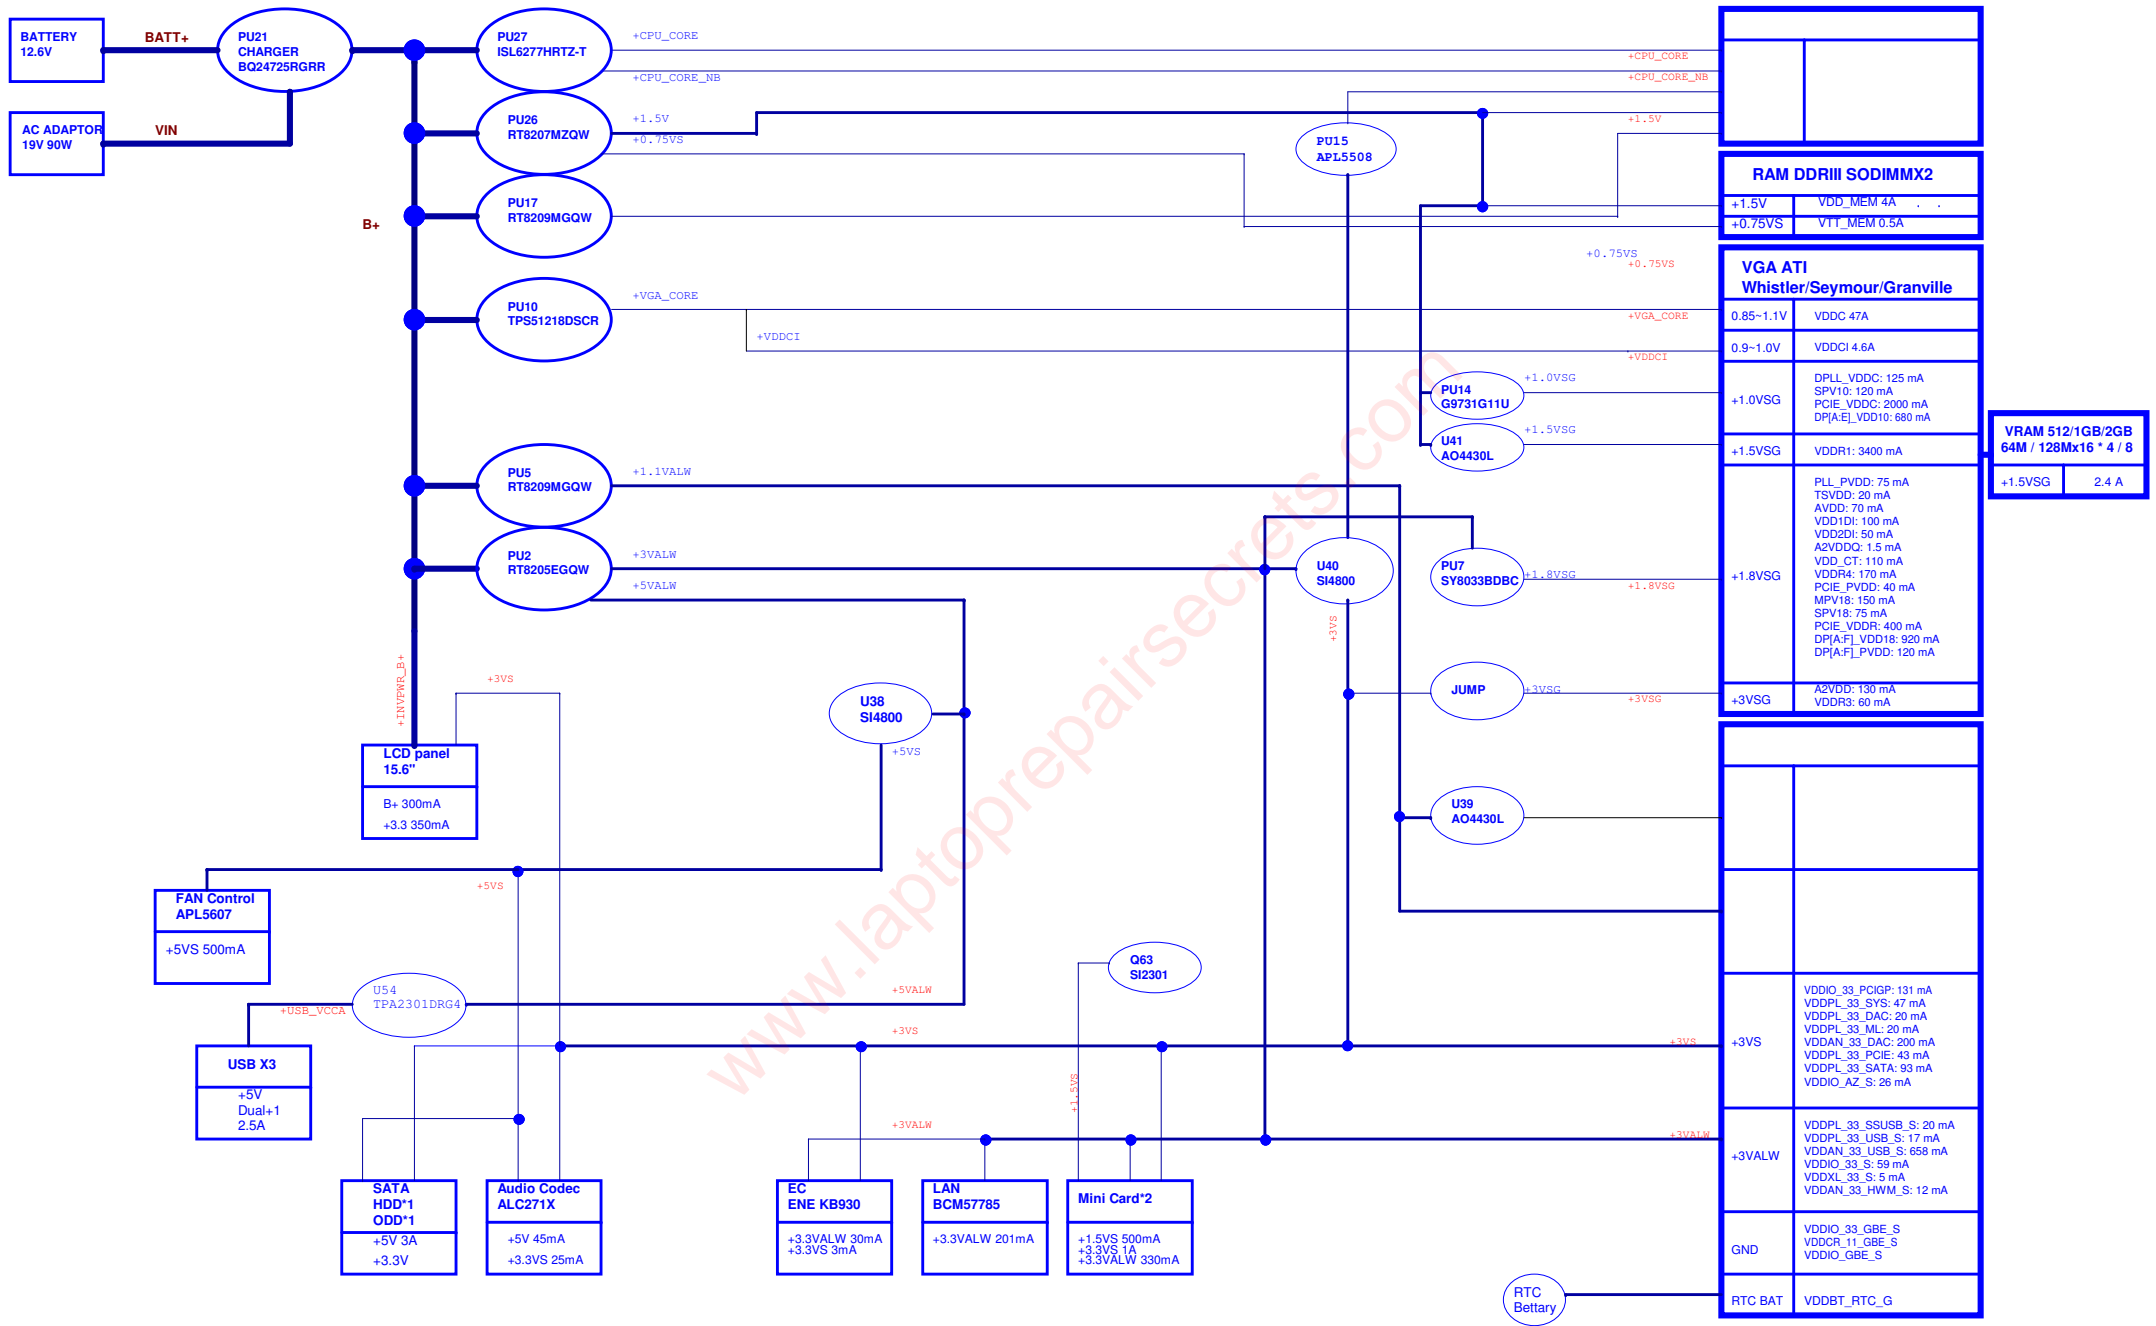 BATTERY
12.6V
BATT+
PU21
CHARGER
BQ24725RGRR
AC ADAPTOR
19V 90W
VIN
B+
PU27
ISL6277HRTZ-T
+CPU_CORE
+CPU_CORE_NB
+CPU_CORE
+CPU_CORE_NB
PU26
RT8207MZQW
+1.5V
+0.75VS
+1.5V
PU15
APL5508
PU17
RT8209MGQW
RAM DDRIII SODIMMX2
+1.5V
VDD_MEM 4A . .
+0.75VS
VTT_MEM 0.5A
+0.75VS
+0.75VS
PU10
TPS51218DSCR
+VGA_CORE
+VDDCI
+VGA_CORE
+VDDCI
VGA ATI
Whistler/Seymour/Granville
0.85~1.1V
VDDC 47A
0.9~1.0V
VDDCI 4.6A
+1.0VSG
DPLL_VDDC: 125 mA
SPV10: 120 mA
PCIE_VDDC: 2000 mA
DP[A:E]_VDD10: 680 mA
+1.5VSG
VDDR1: 3400 mA
+1.8VSG
PLL_PVDD: 75 mA
TSVDD: 20 mA
AVDD: 70 mA
VDD1DI: 100 mA
VDD2DI: 50 mA
A2VDDQ: 1.5 mA
VDD_CT: 110 mA
VDDR4: 170 mA
PCIE_PVDD: 40 mA
MPV18: 150 mA
SPV18: 75 mA
PCIE_VDDR: 400 mA
DP[A:F]_VDD18: 920 mA
DP[A:F]_PVDD: 120 mA
+3VSG
A2VDD: 130 mA
VDDR3: 60 mA
VRAM 512/1GB/2GB
64M / 128Mx16 * 4 / 8
+1.5VSG
2.4 A
PU14
G9731G11U
+1.0VSG
U41
AO4430L
+1.5VSG
PU5
RT8209MGQW
+1.1VALW
PU2
RT8205EGQW
+3VALW
+5VALW
U40
SI4800
+3VS
PU7
SY8033BDBC
+1.8VSG
+1.8VSG
JUMP
+3VSG
+3VSG
U39
AO4430L
+INVPWR_B+
+3VS
LCD panel
15.6"
B+ 300mA
+3.3 350mA
U38
SI4800
+5VS
+5VS
FAN Control
APL5607
+5VS 500mA
U54
TPA2301DRG4
+USB_VCCA
+5VALW
USB X3
+5V
Dual+1
2.5A
+3VS
+3VS
Q63
SI2301
+1.5VS
+3VALW
+3VALW
SATA
HDD*1
ODD*1
+5V 3A
+3.3V
Audio Codec
ALC271X
+5V 45mA
+3.3VS 25mA
EC
ENE KB930
+3.3VALW 30mA
+3.3VS 3mA
LAN
BCM57785
+3.3VALW 201mA
Mini Card*2
+1.5VS 500mA
+3.3VS 1A
+3.3VALW 330mA
+3VS
VDDIO_33_PCIGP: 131 mA
VDDPL_33_SYS: 47 mA
VDDPL_33_DAC: 20 mA
VDDPL_33_ML: 20 mA
VDDAN_33_DAC: 200 mA
VDDPL_33_PCIE: 43 mA
VDDPL_33_SATA: 93 mA
VDDIO_AZ_S: 26 mA
+3VALW
VDDPL_33_SSUSB_S: 20 mA
VDDPL_33_USB_S: 17 mA
VDDAN_33_USB_S: 658 mA
VDDIO_33_S: 59 mA
VDDXL_33_S: 5 mA
VDDAN_33_HWM_S: 12 mA
GND
VDDIO_33_GBE_S
VDDCR_11_GBE_S
VDDIO_GBE_S
RTC BAT
VDDBT_RTC_G
RTC
Bettary
www.laptoprepairsecrets.com